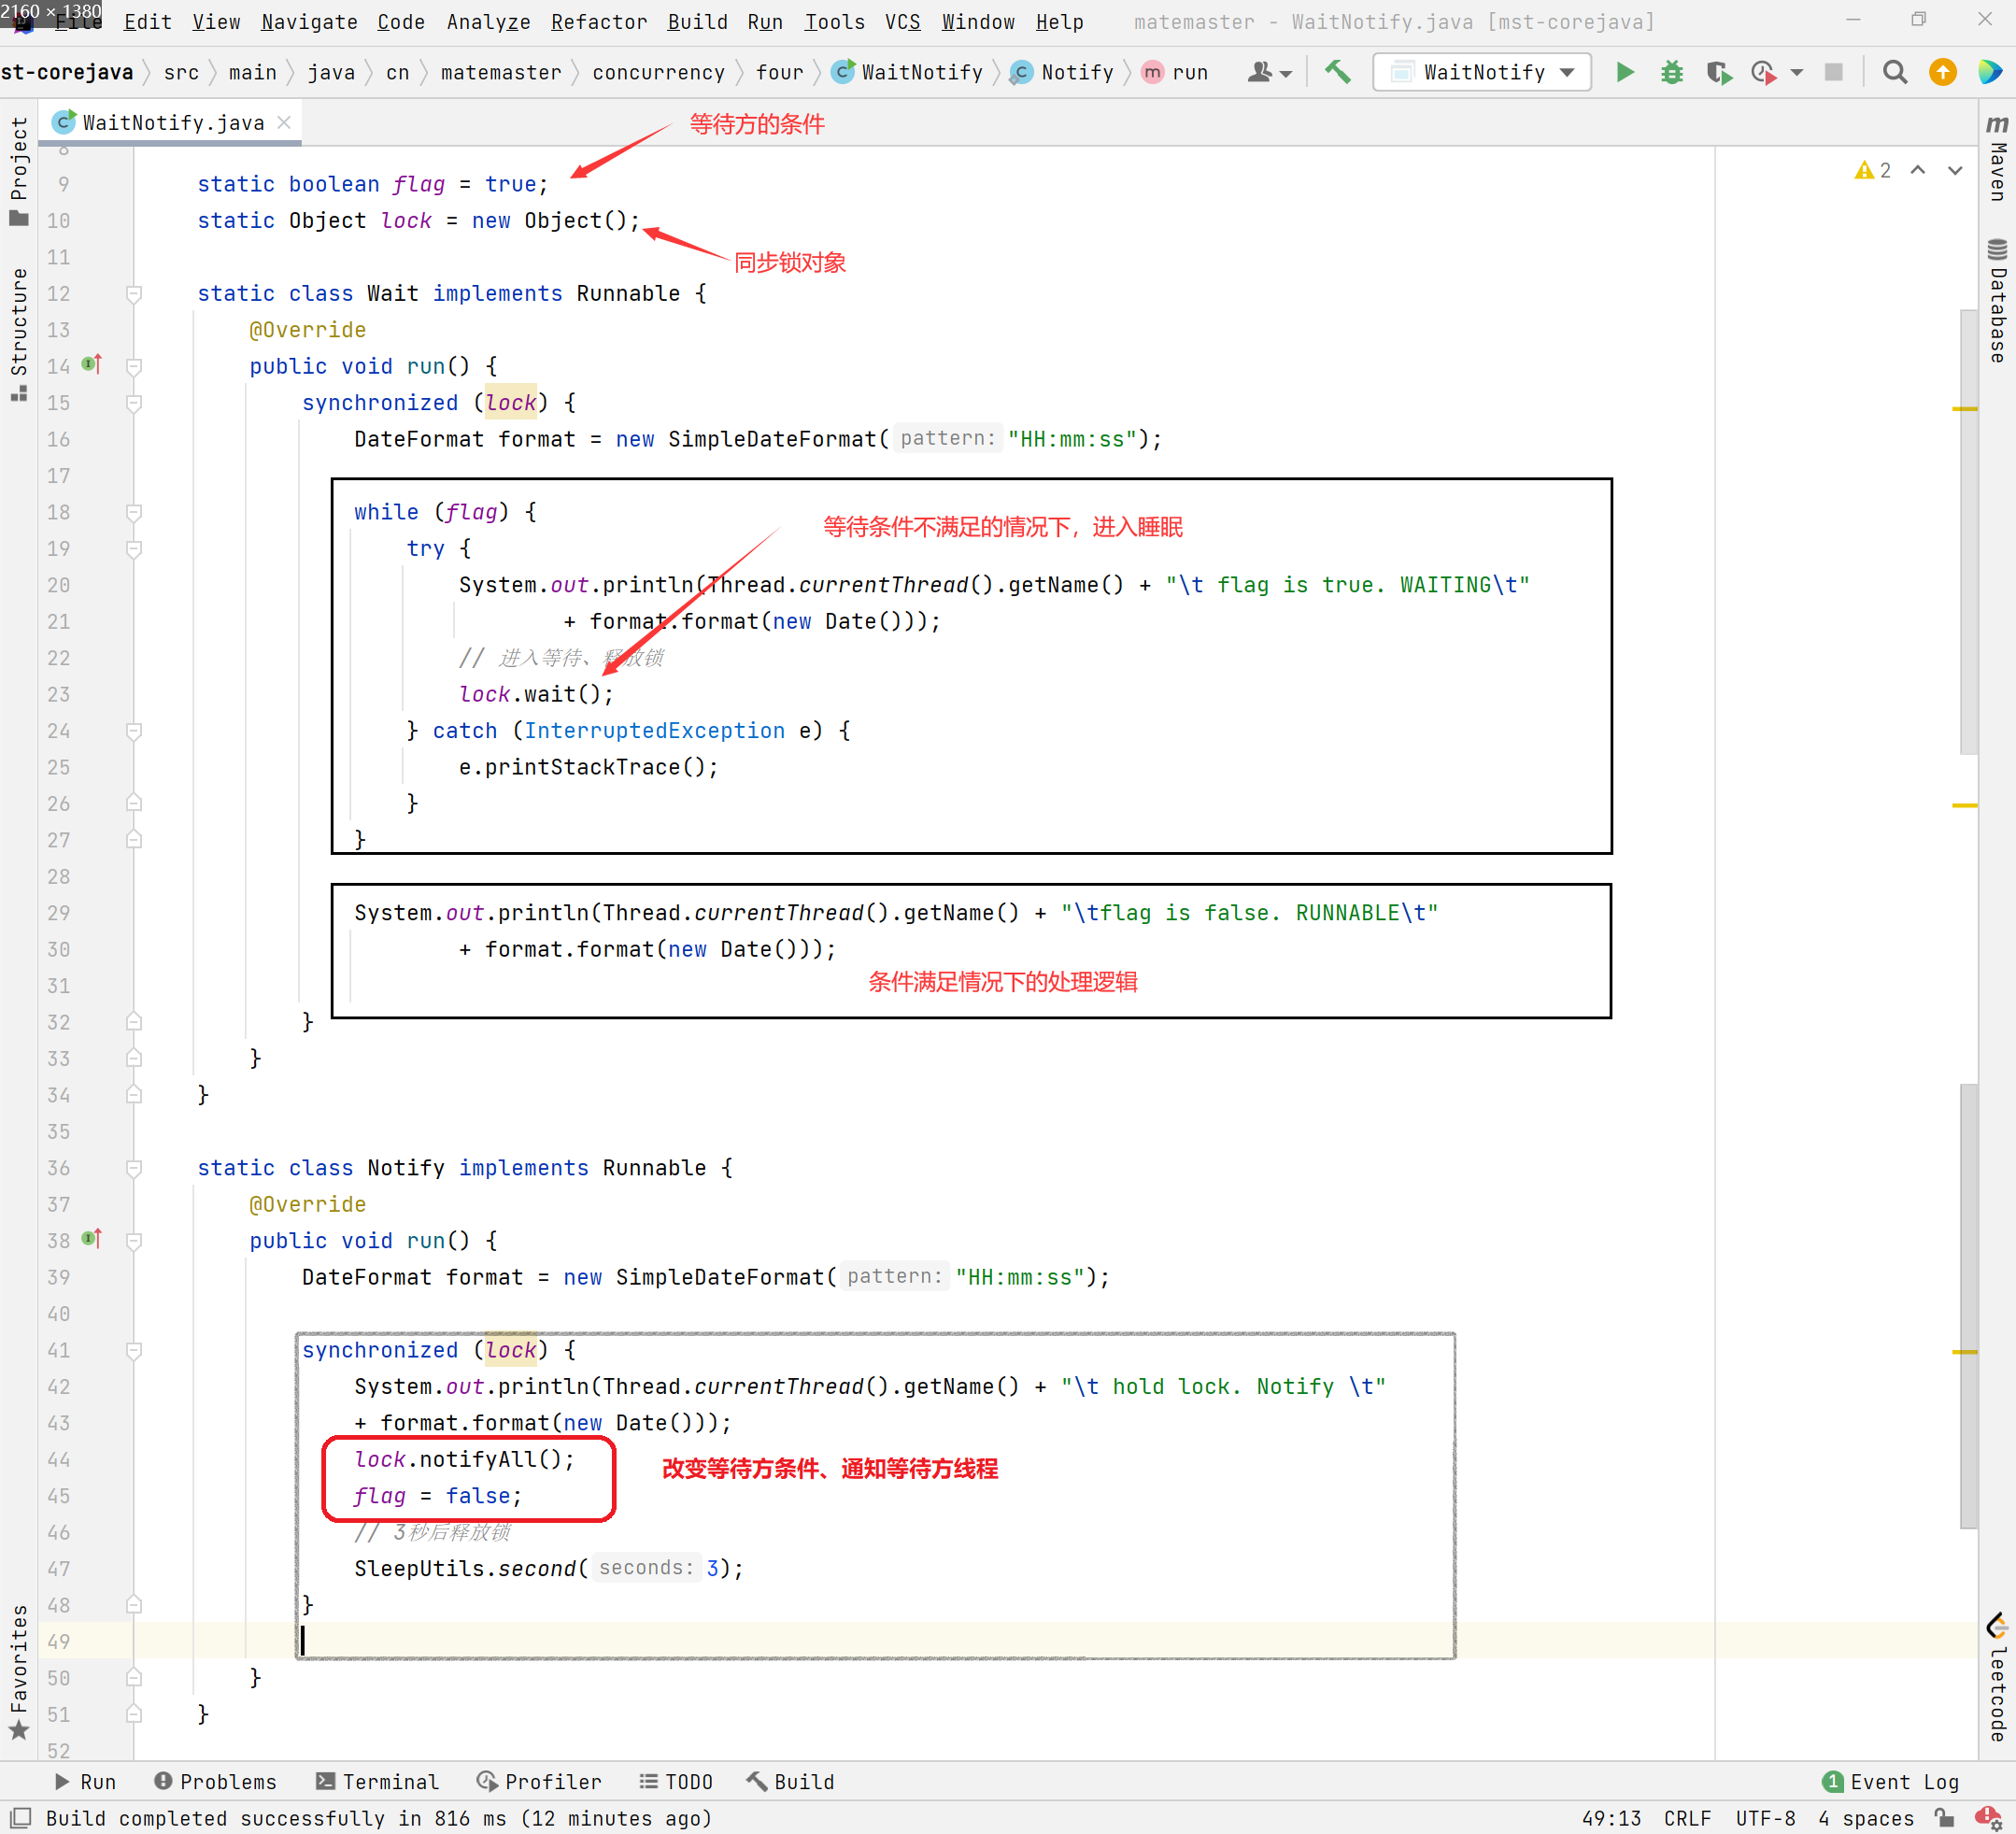 2160 × 1380
File Edit View Navigate Code Analyze Refactor Build Run Tools VCS Window Help matemaster - WaitNotify.java [mst-corejava]
st-corejava src main java cn matemaster concurrency four WaitNotify Notify run WaitNotify
WaitNotify.java
等待方的条件
2
8
9 static boolean flag = true;
10 static Object lock = new Object();
11
同步锁对象
12 static class Wait implements Runnable {
13 @Override
14 public void run() {
15 synchronized (lock) {
16 DateFormat format = new SimpleDateFormat( pattern: "HH:mm:ss");
17
18 while (flag) {
等待条件不满足的情况下，进入睡眠
19 try {
20 System.out.println(Thread.currentThread().getName() + "\t flag is true. WAITING\t"
21 + format.format(new Date()));
22 // 进入等待、释放锁
23 lock.wait();
24 } catch (InterruptedException e) {
25 e.printStackTrace();
26 }
27 }
28
29 System.out.println(Thread.currentThread().getName() + "\tflag is false. RUNNABLE\t"
30 + format.format(new Date()));
31
条件满足情况下的处理逻辑
32 }
33 }
34 }
35
36 static class Notify implements Runnable {
37 @Override
38 public void run() {
39 DateFormat format = new SimpleDateFormat( pattern: "HH:mm:ss");
40
41 synchronized (lock) {
42 System.out.println(Thread.currentThread().getName() + "\t hold lock. Notify \t"
43 + format.format(new Date()));
44 lock.notifyAll();
改变等待方条件、通知等待方线程
45 flag = false;
46 // 3秒后释放锁
47 SleepUtils.second( seconds: 3);
48 }
49
50 }
51 }
52
Project
Structure
Favorites
Maven
Database
leetcode
Run Problems Terminal Profiler TODO Build 1 Event Log
Build completed successfully in 816 ms (12 minutes ago) 49:13 CRLF UTF-8 4 spaces